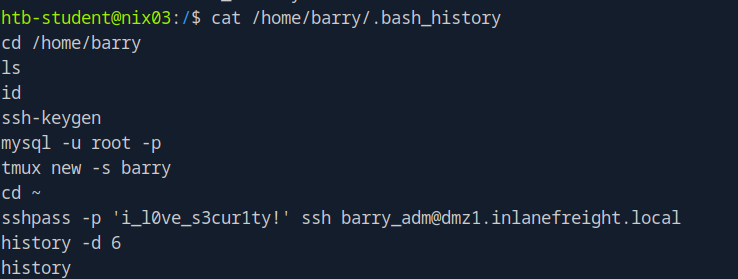 htb-student@nix03:/$ cat /home/barry/.bash_history
cd /home/barry
ls
id
ssh-keygen
mysql -u root -p
tmux new -s barry
cd ~
sshpass -p 'i_l0ve_s3cur1ty!' ssh barry_adm@dmz1.inlanefreight.local
history -d 6
history